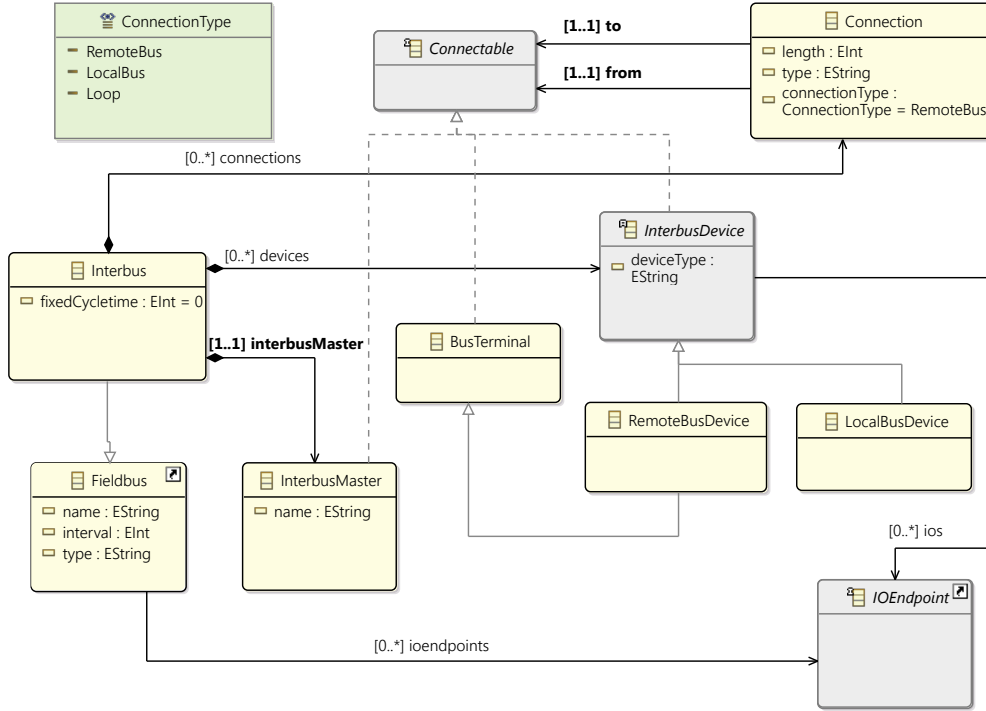 ConnectionType
RemoteBus
LocalBus
Loop
Connectable
[1..1] to
[1..1] from
Connection
length : EInt
type : EString
connectionType :
ConnectionType = RemoteBus
[0..*] connections
Interbus
fixedCycletime : EInt = 0
[0..*] devices
InterbusDevice
deviceType :
EString
[1..1] interbusMaster
BusTerminal
RemoteBusDevice
LocalBusDevice
Fieldbus
name : EString
interval : EInt
type : EString
InterbusMaster
name : EString
[0..*] ios
IOEndpoint
[0..*] ioendpoints